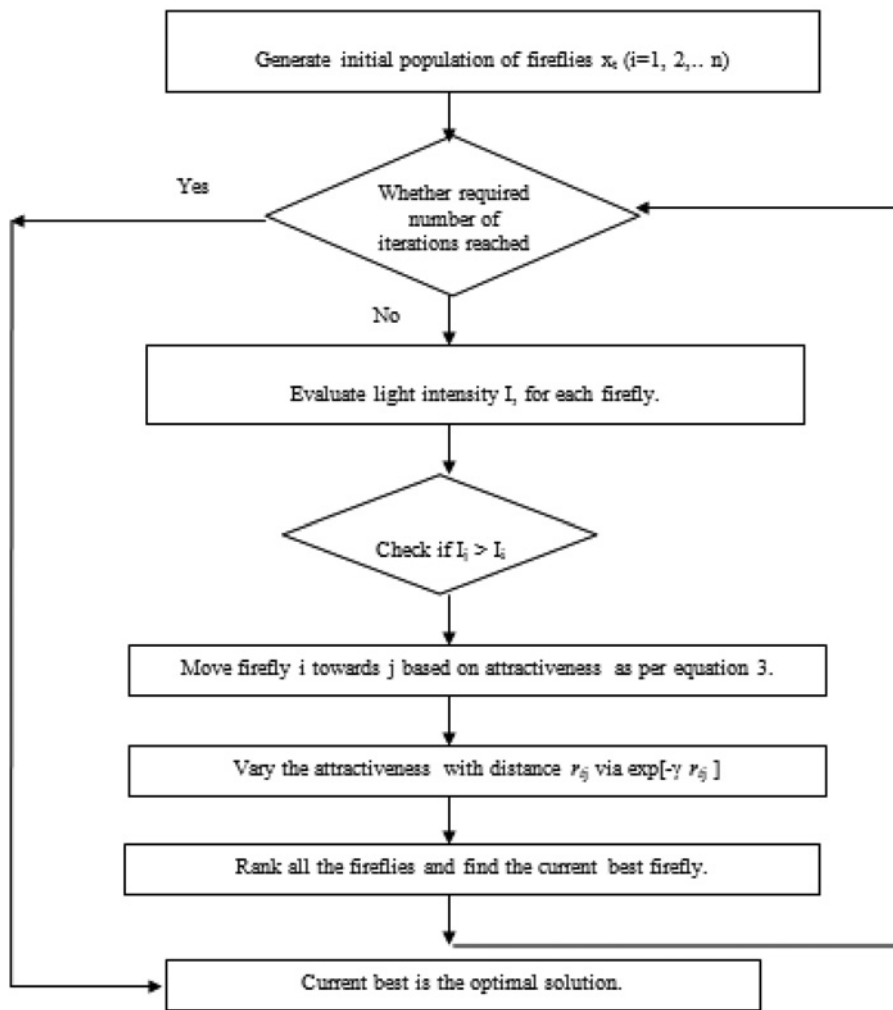 Generate initial population of fireflies xᵢ (i=1, 2,.. n)
Yes
Whether required
number of
iterations reached
No
Evaluate light intensity I, for each firefly.
Check if Iⱼ > Iᵢ
Move firefly i towards j based on attractiveness as per equation 3.
Vary the attractiveness with distance rᵢⱼ via exp[-γ rᵢⱼ ]
Rank all the fireflies and find the current best firefly.
Current best is the optimal solution.